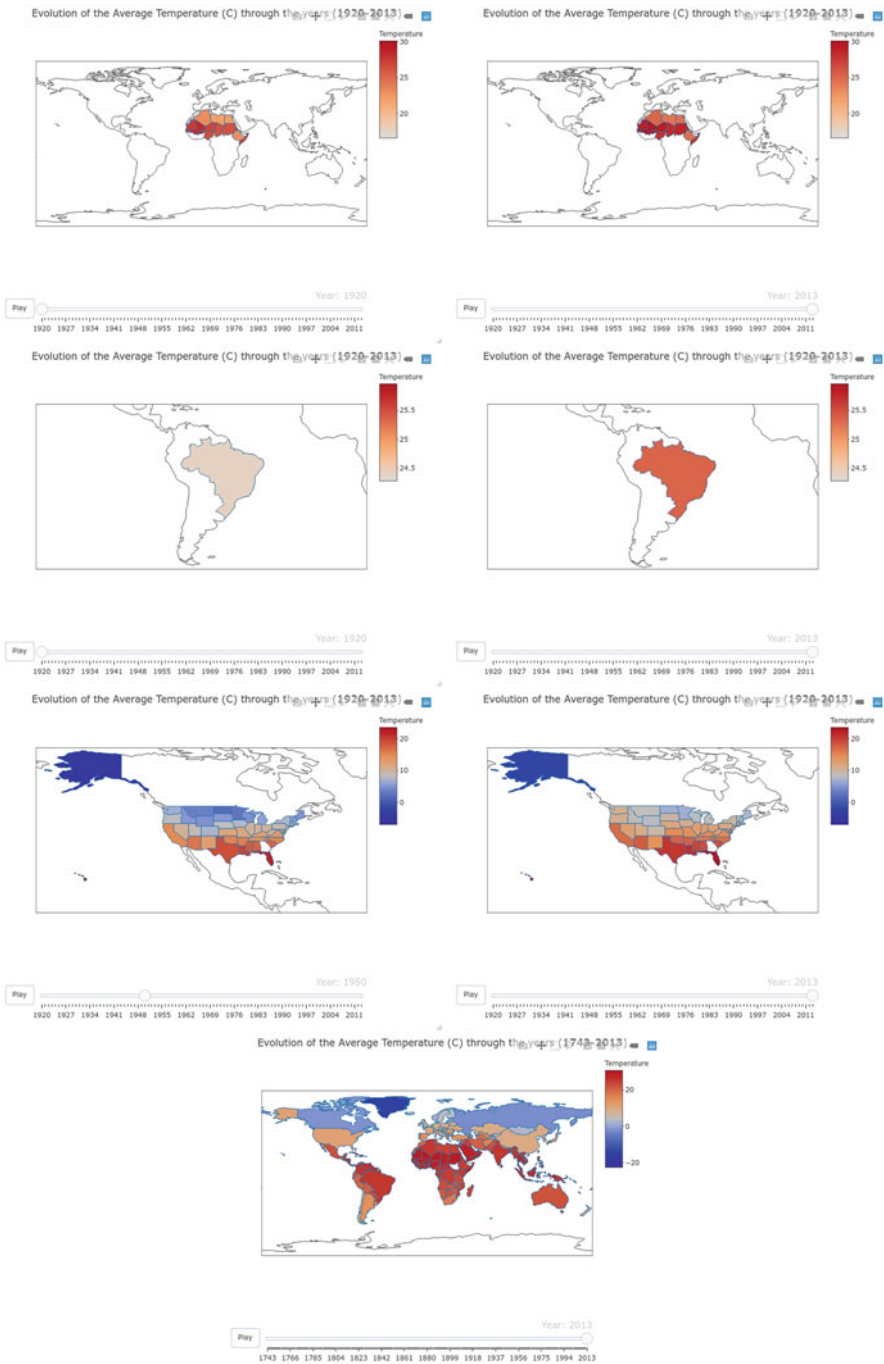 Evolution of the Average Temperature (C) through the years (1920-2013)
Temperature
30
25
20
Year: 1920
Play
1920 1927 1934 1941 1948 1955 1962 1969 1976 1983 1990 1997 2004 2011
Evolution of the Average Temperature (C) through the years (1920-2013)
Temperature
30
25
20
Year: 2013
Play
1920 1927 1934 1941 1948 1955 1962 1969 1976 1983 1990 1997 2004 2011
Evolution of the Average Temperature (C) through the years (1920-2013)
Temperature
25.5
25
24.5
Year: 1920
Play
1920 1927 1934 1941 1948 1955 1962 1969 1976 1983 1990 1997 2004 2011
Evolution of the Average Temperature (C) through the years (1920-2013)
Temperature
25.5
25
24.5
Year: 2013
Play
1920 1927 1934 1941 1948 1955 1962 1969 1976 1983 1990 1997 2004 2011
Evolution of the Average Temperature (C) through the years (1920-2013)
Temperature
20
10
0
Year: 1950
Play
1920 1927 1934 1941 1948 1955 1962 1969 1976 1983 1990 1997 2004 2011
Evolution of the Average Temperature (C) through the years (1920-2013)
Temperature
20
10
0
Year: 2013
Play
1920 1927 1934 1941 1948 1955 1962 1969 1976 1983 1990 1997 2004 2011
Evolution of the Average Temperature (C) through the years (1743-2013)
Temperature
20
0
−20
Year: 2013
Play
1743 1766 1785 1804 1823 1842 1861 1880 1899 1918 1937 1956 1975 1994 2013